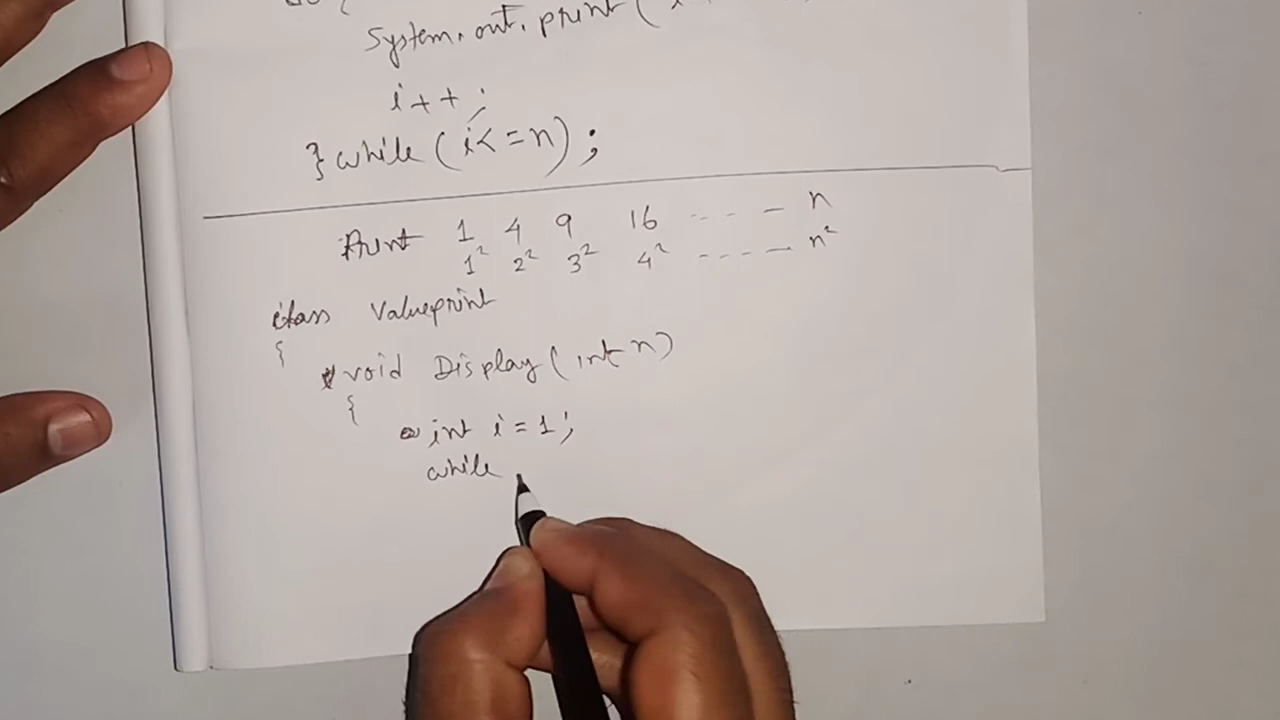 System.out.print(
i++;
} while (i<=n);
Print 1 4 9 16 ---- n
1² 2² 3² 4² ---- n²
class Valueprint
{
void Display(int n)
{
int i=1;
while